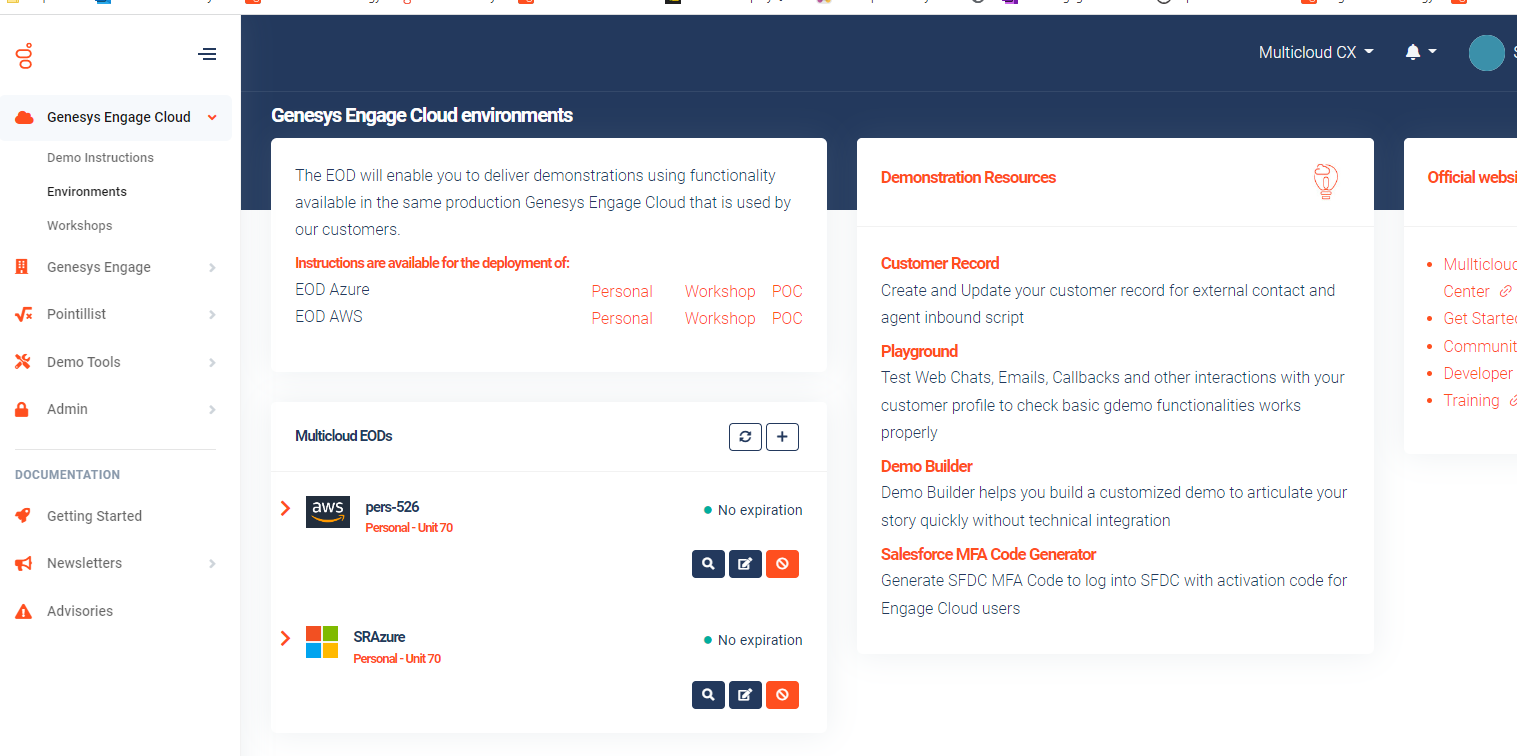 Multicloud CX
Genesys Engage Cloud
Demo Instructions
Environments
Workshops
Genesys Engage
Pointillist
Demo Tools
Admin
DOCUMENTATION
Getting Started
Newsletters
Advisories
Genesys Engage Cloud environments
The EOD will enable you to deliver demonstrations using functionality
available in the same production Genesys Engage Cloud that is used by
our customers.
Instructions are available for the deployment of:
EOD Azure Personal Workshop POC
EOD AWS Personal Workshop POC
Multicloud EODs
aws
pers-526
No expiration
Personal - Unit 70
SRAzure
No expiration
Personal - Unit 70
Demonstration Resources
Customer Record
Create and Update your customer record for external contact and
agent inbound script
Playground
Test Web Chats, Emails, Callbacks and other interactions with your
customer profile to check basic gdemo functionalities works
properly
Demo Builder
Demo Builder helps you build a customized demo to articulate your
story quickly without technical integration
Salesforce MFA Code Generator
Generate SFDC MFA Code to log into SFDC with activation code for
Engage Cloud users
Official websi
Mullticloud
Center
Get Started
Communit
Developer
Training